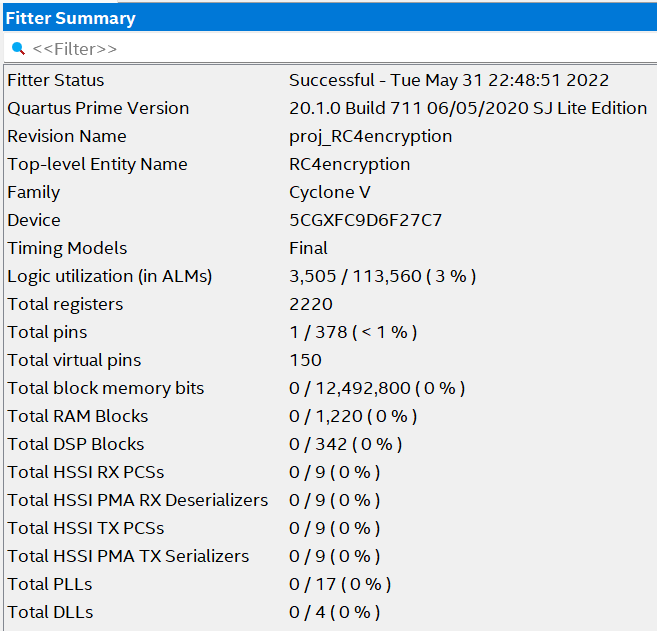 Fitter Summary
<<Filter>>
Fitter Status Successful - Tue May 31 22:48:51 2022
Quartus Prime Version 20.1.0 Build 711 06/05/2020 SJ Lite Edition
Revision Name proj_RC4encryption
Top-level Entity Name RC4encryption
Family Cyclone V
Device 5CGXFC9D6F27C7
Timing Models Final
Logic utilization (in ALMs) 3,505 / 113,560 ( 3 % )
Total registers 2220
Total pins 1 / 378 ( < 1 % )
Total virtual pins 150
Total block memory bits 0 / 12,492,800 ( 0 % )
Total RAM Blocks 0 / 1,220 ( 0 % )
Total DSP Blocks 0 / 342 ( 0 % )
Total HSSI RX PCSs 0 / 9 ( 0 % )
Total HSSI PMA RX Deserializers 0 / 9 ( 0 % )
Total HSSI TX PCSs 0 / 9 ( 0 % )
Total HSSI PMA TX Serializers 0 / 9 ( 0 % )
Total PLLs 0 / 17 ( 0 % )
Total DLLs 0 / 4 ( 0 % )